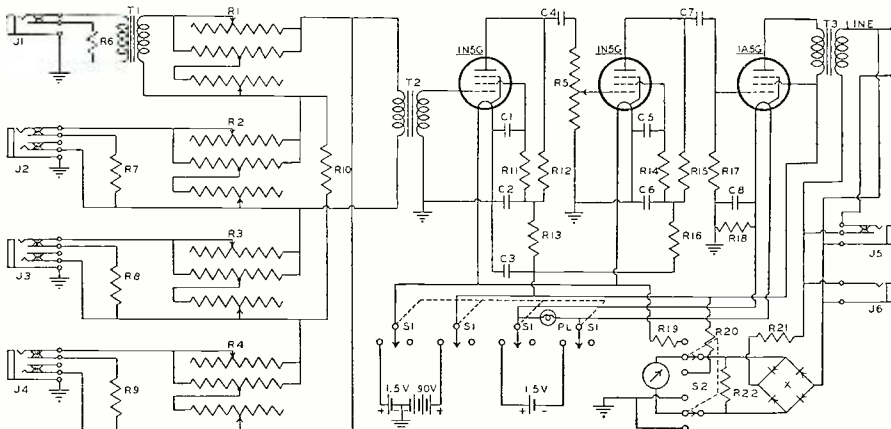 J1
R6
T1
R1
J2
R7
R2
R10
J3
R8
R3
J4
R9
R4
T2
1N5G
C4
C1
R11
R12
C2
R13
C3
R5
1N5G
C7
C5
R14
R15
C6
R16
1A5G
R17
C8
R18
T3
LINE
J5
J6
S1
S1
S1
PL
S1
1.5V
90V
+
+
-
1.5V
+
-
R19
R20
S2
R22
R21
X